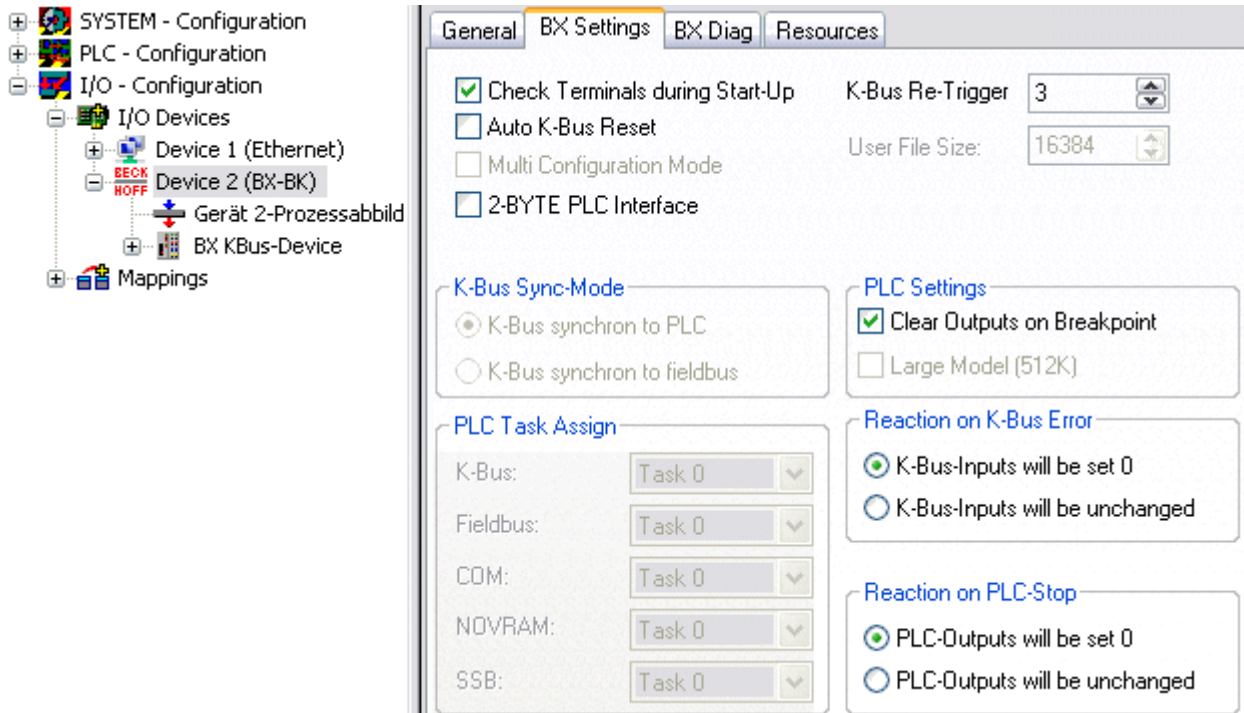 SYSTEM - Configuration
PLC - Configuration
I/O - Configuration
I/O Devices
Device 1 (Ethernet)
BECK
HOFF
Device 2 (BX-BK)
Gerät 2-Prozessabbild
BX KBus-Device
Mappings
General BX Settings BX Diag Resources
Check Terminals during Start-Up
K-Bus Re-Trigger 3
Auto K-Bus Reset
User File Size: 16384
Multi Configuration Mode
2-BYTE PLC Interface
K-Bus Sync-Mode
K-Bus synchron to PLC
K-Bus synchron to fieldbus
PLC Settings
Clear Outputs on Breakpoint
Large Model (512K)
PLC Task Assign
K-Bus: Task 0
Fieldbus: Task 0
COM: Task 0
NOVRAM: Task 0
SSB: Task 0
Reaction on K-Bus Error
K-Bus-Inputs will be set 0
K-Bus-Inputs will be unchanged
Reaction on PLC-Stop
PLC-Outputs will be set 0
PLC-Outputs will be unchanged